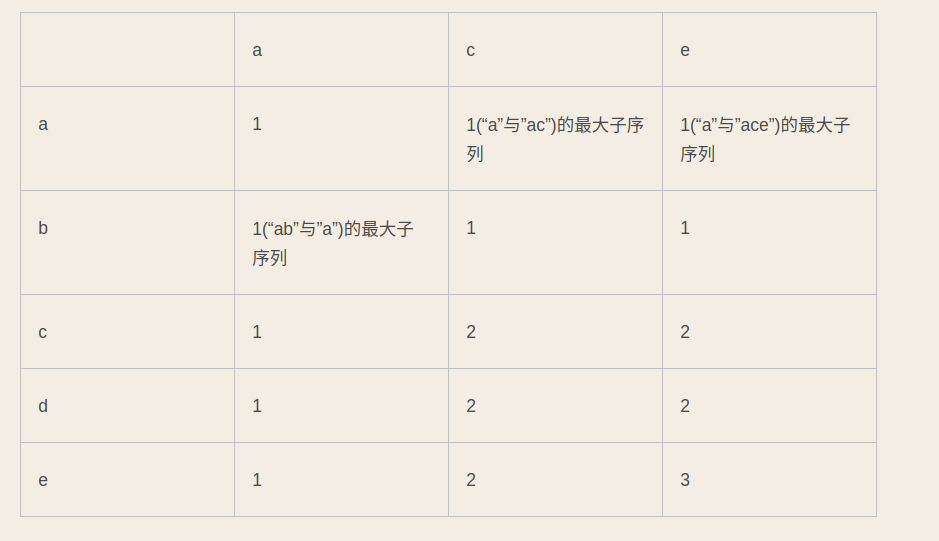 a c e
a 1 1(“a”与”ac”)的最大子序 1(“a”与”ace”)的最大子
列 序列
b 1(“ab”与”a”)的最大子 1 1
序列
c 1 2 2
d 1 2 2
e 1 2 3